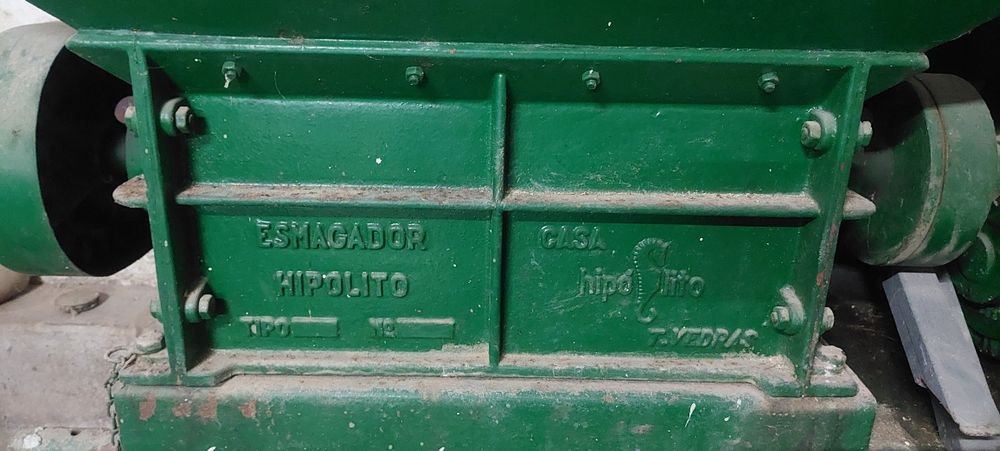 ESMAGADOR
HIPOLITO
TIPO Nº
CASA
hipólito
T. VEDRAS